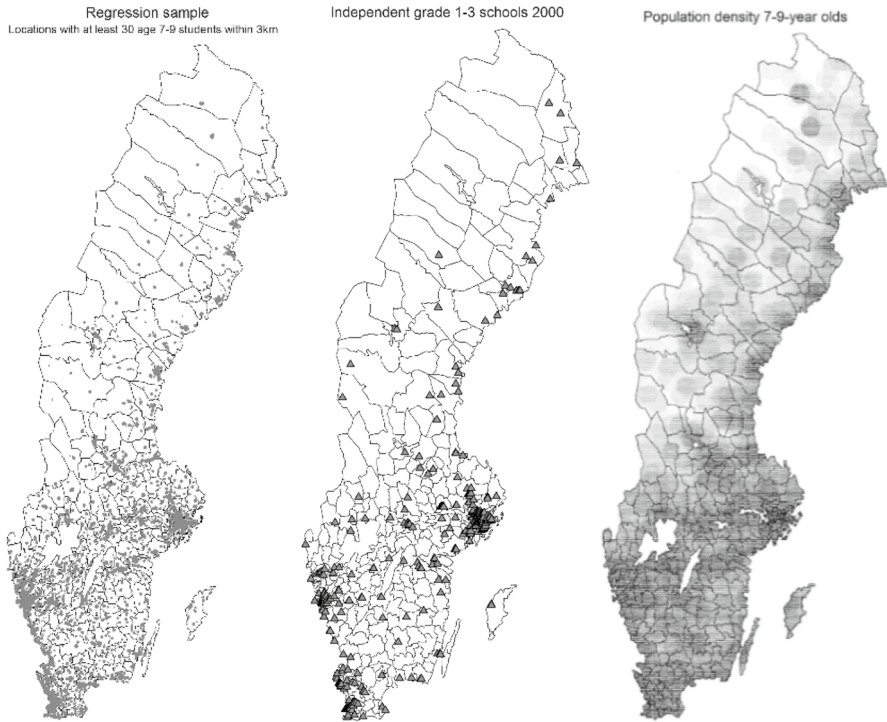 Regression sample
Locations with at least 30 age 7-9 students within 3km
Independent grade 1-3 schools 2000
Population density 7-9-year olds